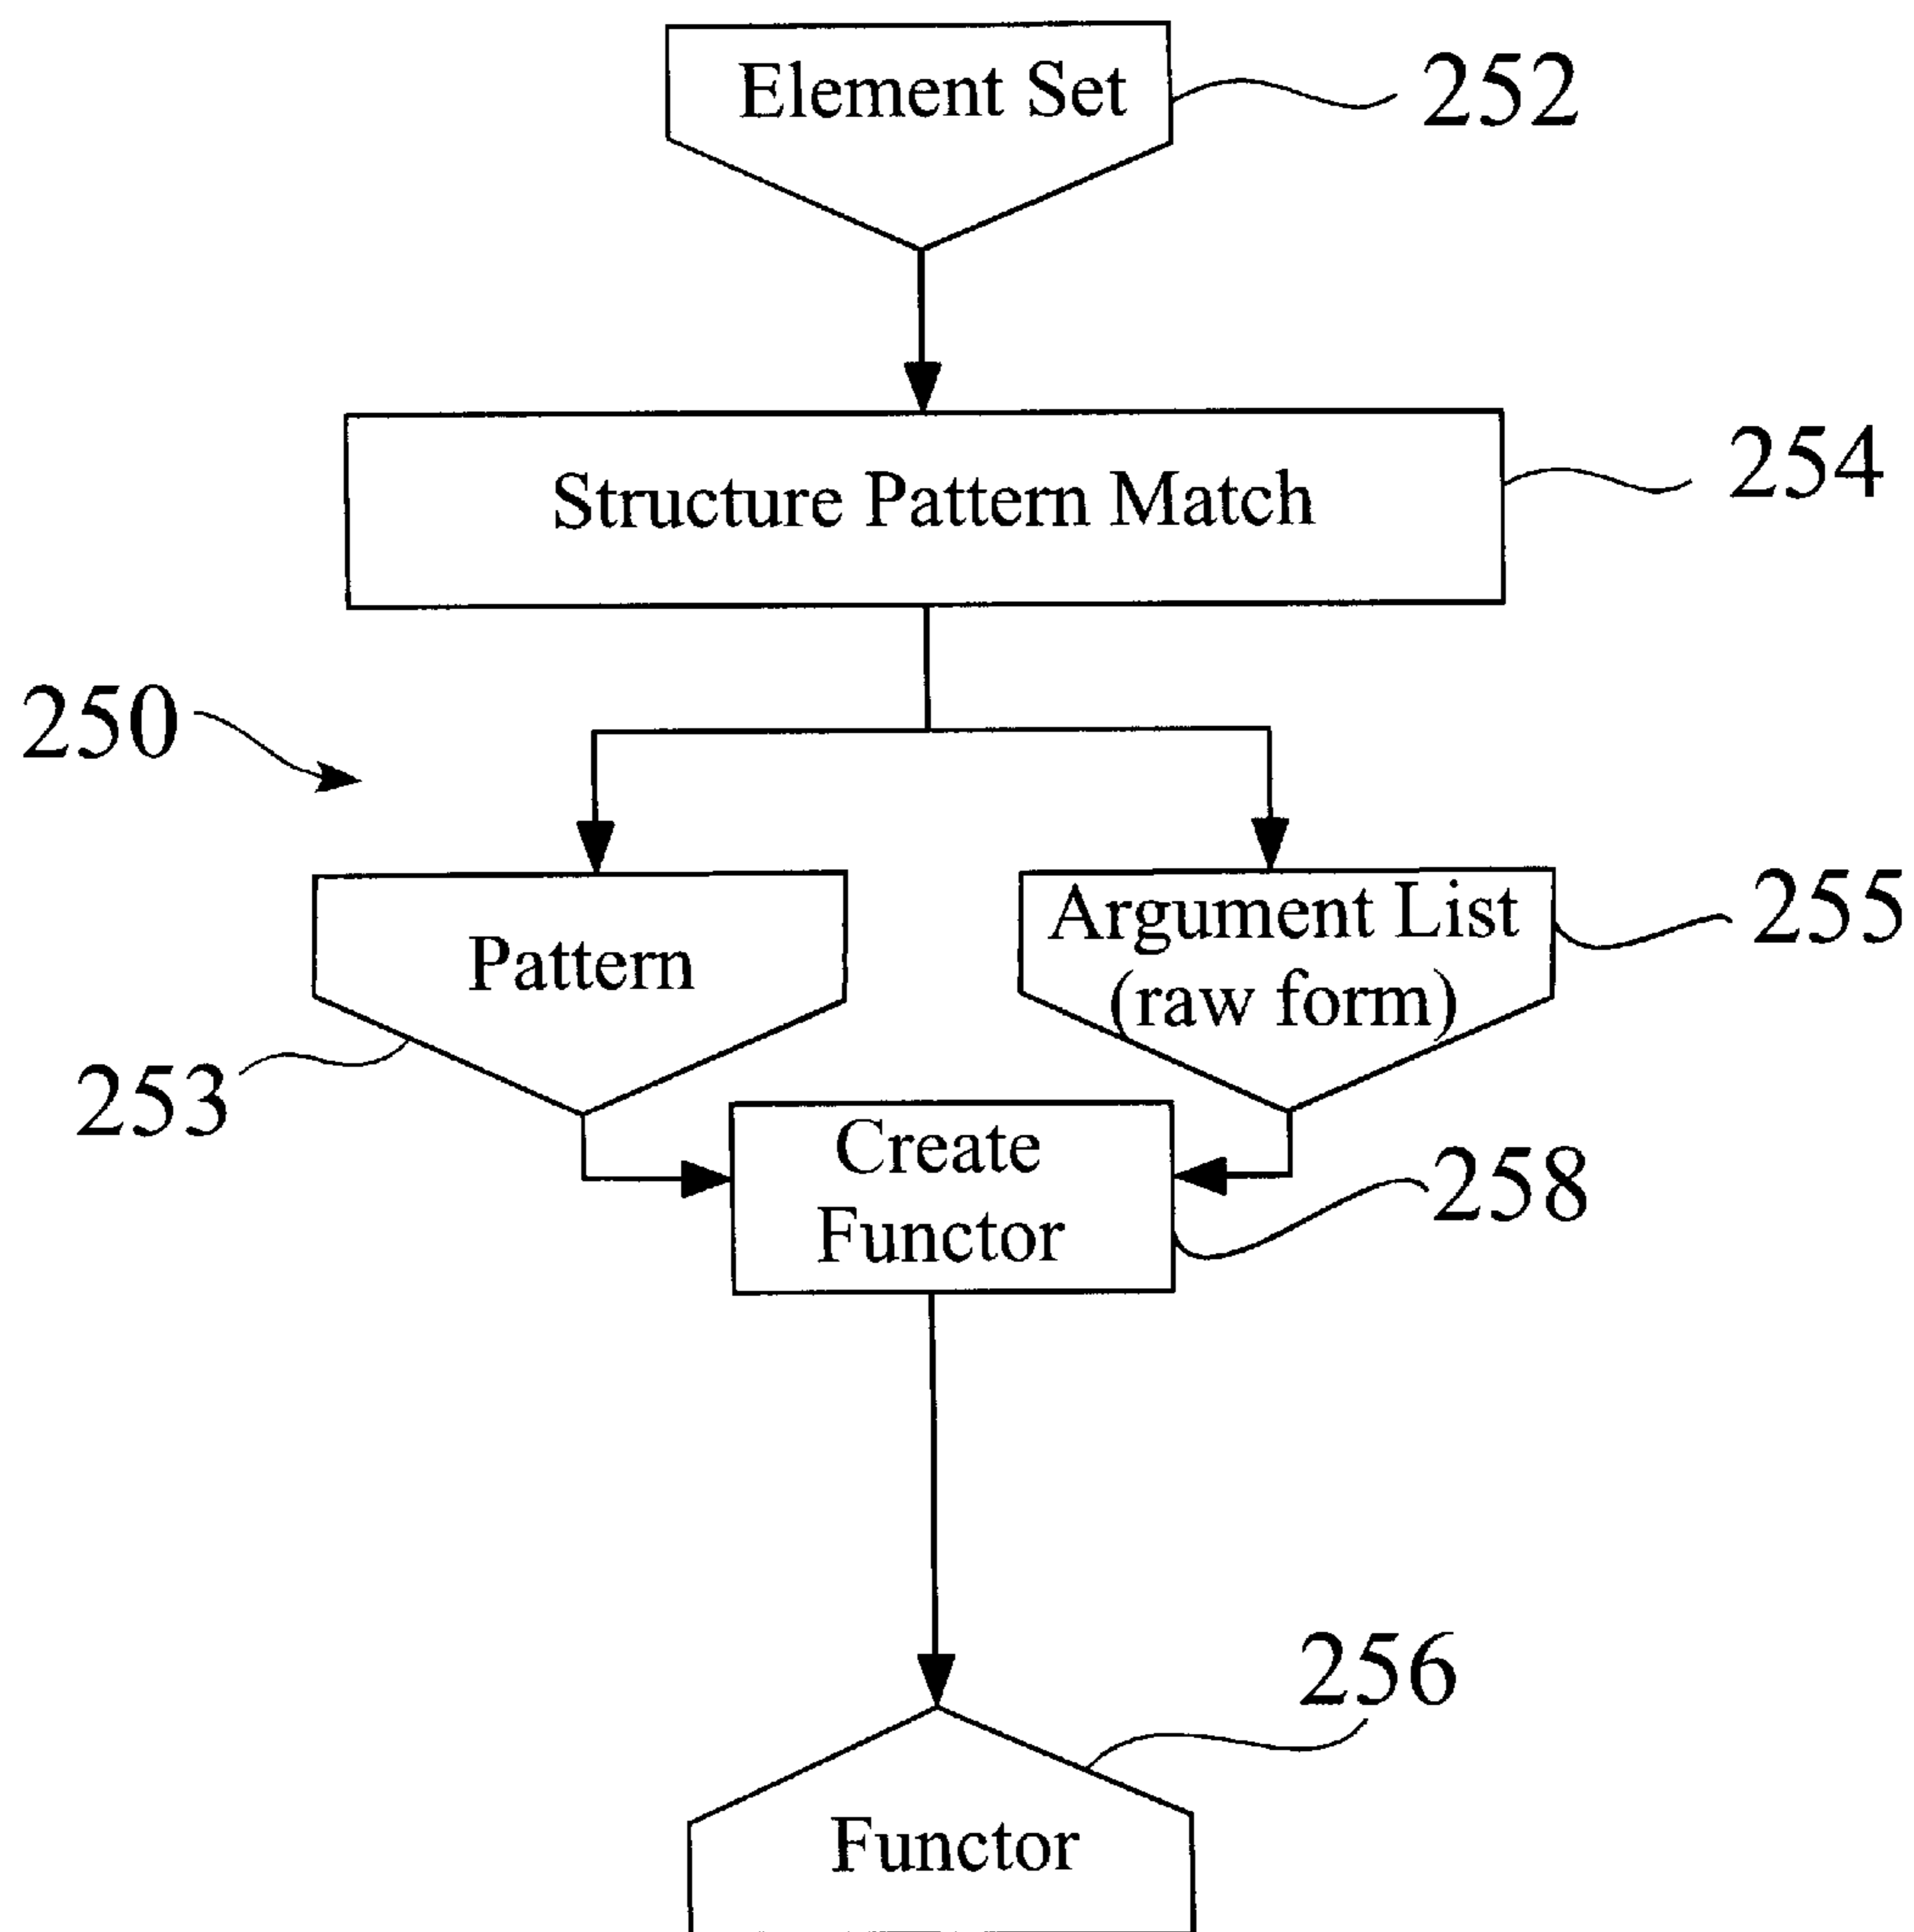 Element Set
252
Structure Pattern Match
254
250
Pattern
Argument List
(raw form)
255
253
Create
Functor
258
256
Functor